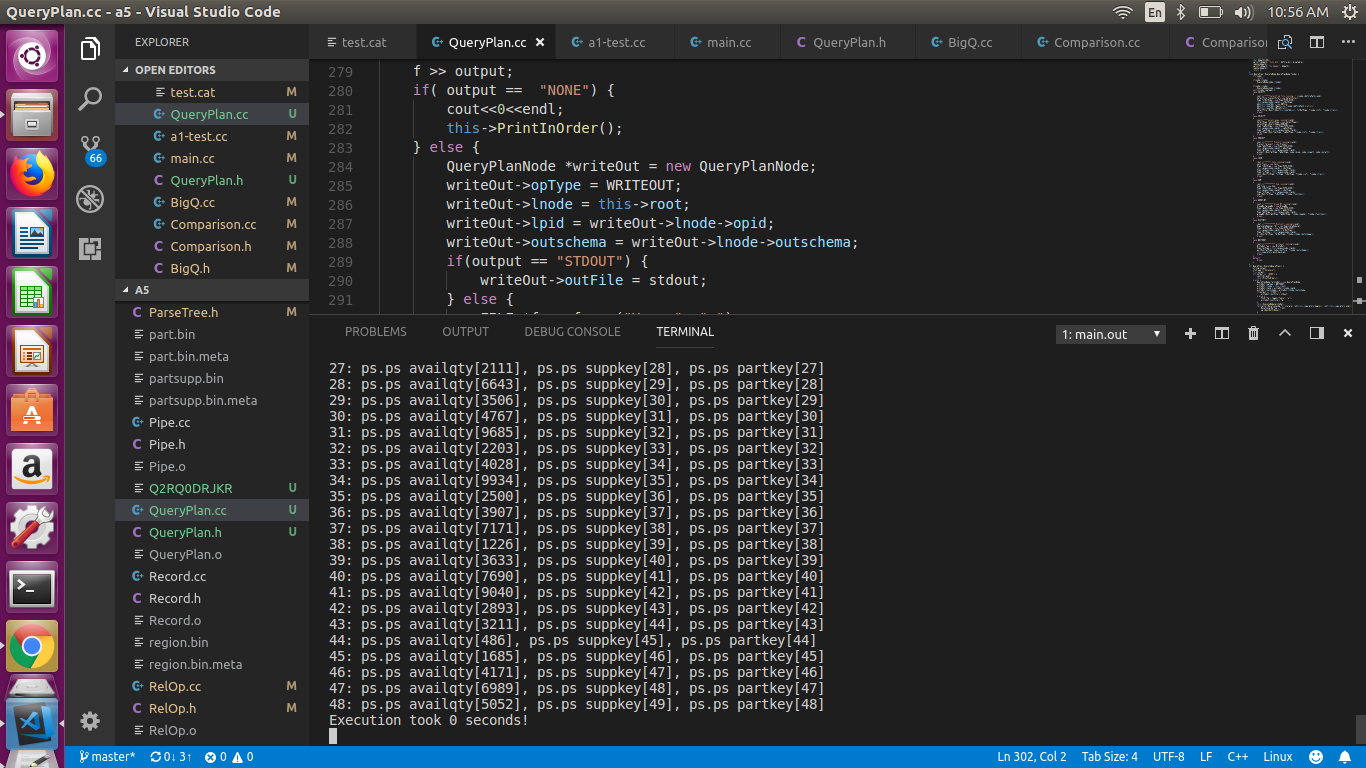 QueryPlan.cc - a5 - Visual Studio Code
En
10:56 AM
EXPLORER
OPEN EDITORS
test.cat M
QueryPlan.cc U
a1-test.cc M
main.cc M
QueryPlan.h U
BigQ.cc M
Comparison.cc M
Comparison.h M
BigQ.h M
A5
ParseTree.h M
part.bin
part.bin.meta
partsupp.bin
partsupp.bin.meta
Pipe.cc
Pipe.h
Pipe.o
Q2RQ0DRJKR U
QueryPlan.cc U
QueryPlan.h U
QueryPlan.o
Record.cc
Record.h
Record.o
region.bin
region.bin.meta
RelOp.cc M
RelOp.h M
RelOp.o
66
test.cat QueryPlan.cc a1-test.cc main.cc QueryPlan.h BigQ.cc Comparison.cc Comparison
279 f >> output;
280 if( output ==  "NONE") {
281 cout<<0<<endl;
282 this->PrintInOrder();
283 } else {
284 QueryPlanNode *writeOut = new QueryPlanNode;
285 writeOut->opType = WRITEOUT;
286 writeOut->lnode = this->root;
287 writeOut->lpid = writeOut->lnode->opid;
288 writeOut->outschema = writeOut->lnode->outschema;
289 if(output == "STDOUT") {
290 writeOut->outFile = stdout;
291 } else {
PROBLEMS OUTPUT DEBUG CONSOLE TERMINAL
1: main.out
27: ps.ps availqty[2111], ps.ps suppkey[28], ps.ps partkey[27]
28: ps.ps availqty[6643], ps.ps suppkey[29], ps.ps partkey[28]
29: ps.ps availqty[3506], ps.ps suppkey[30], ps.ps partkey[29]
30: ps.ps availqty[4767], ps.ps suppkey[31], ps.ps partkey[30]
31: ps.ps availqty[9685], ps.ps suppkey[32], ps.ps partkey[31]
32: ps.ps availqty[2203], ps.ps suppkey[33], ps.ps partkey[32]
33: ps.ps availqty[4028], ps.ps suppkey[34], ps.ps partkey[33]
34: ps.ps availqty[9934], ps.ps suppkey[35], ps.ps partkey[34]
35: ps.ps availqty[2500], ps.ps suppkey[36], ps.ps partkey[35]
36: ps.ps availqty[3907], ps.ps suppkey[37], ps.ps partkey[36]
37: ps.ps availqty[7171], ps.ps suppkey[38], ps.ps partkey[37]
38: ps.ps availqty[1226], ps.ps suppkey[39], ps.ps partkey[38]
39: ps.ps availqty[3633], ps.ps suppkey[40], ps.ps partkey[39]
40: ps.ps availqty[7690], ps.ps suppkey[41], ps.ps partkey[40]
41: ps.ps availqty[9040], ps.ps suppkey[42], ps.ps partkey[41]
42: ps.ps availqty[2893], ps.ps suppkey[43], ps.ps partkey[42]
43: ps.ps availqty[3211], ps.ps suppkey[44], ps.ps partkey[43]
44: ps.ps availqty[486], ps.ps suppkey[45], ps.ps partkey[44]
45: ps.ps availqty[1685], ps.ps suppkey[46], ps.ps partkey[45]
46: ps.ps availqty[4171], ps.ps suppkey[47], ps.ps partkey[46]
47: ps.ps availqty[6989], ps.ps suppkey[48], ps.ps partkey[47]
48: ps.ps availqty[5052], ps.ps suppkey[49], ps.ps partkey[48]
Execution took 0 seconds!
master* 0↓ 3↑ 0 0 Ln 302, Col 2 Tab Size: 4 UTF-8 LF C++ Linux